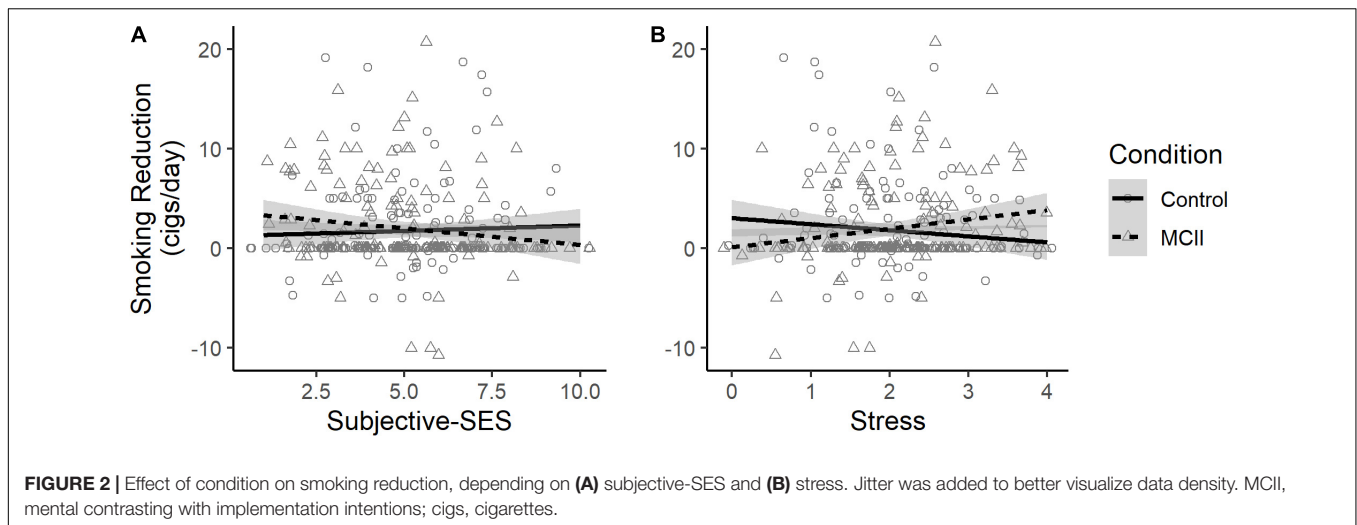 A
B
Smoking Reduction
(cigs/day)
20
10
0
-10
2.5 5.0 7.5 10.0
Subjective-SES
20
10
0
-10
0 1 2 3 4
Stress
Condition
Control
MCII
FIGURE 2 | Effect of condition on smoking reduction, depending on (A) subjective-SES and (B) stress. Jitter was added to better visualize data density. MCII,
mental contrasting with implementation intentions; cigs, cigarettes.